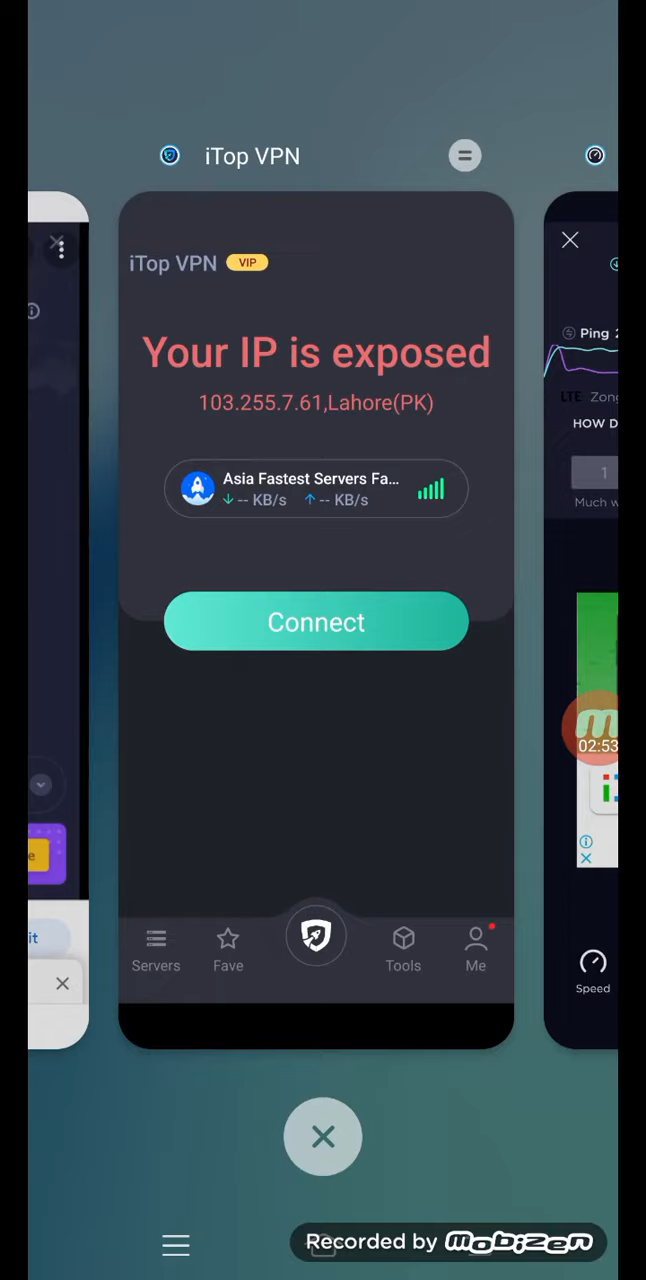 iTop VPN
iTop VPN VIP
Your IP is exposed
103.255.7.61,Lahore(PK)
Asia Fastest Servers Fa...
-- KB/s -- KB/s
Connect
Servers Fave Tools Me
Ping 2
LTE Zong
HOW D
1
Much w
02:53
Speed
e
it
Recorded by mobizen